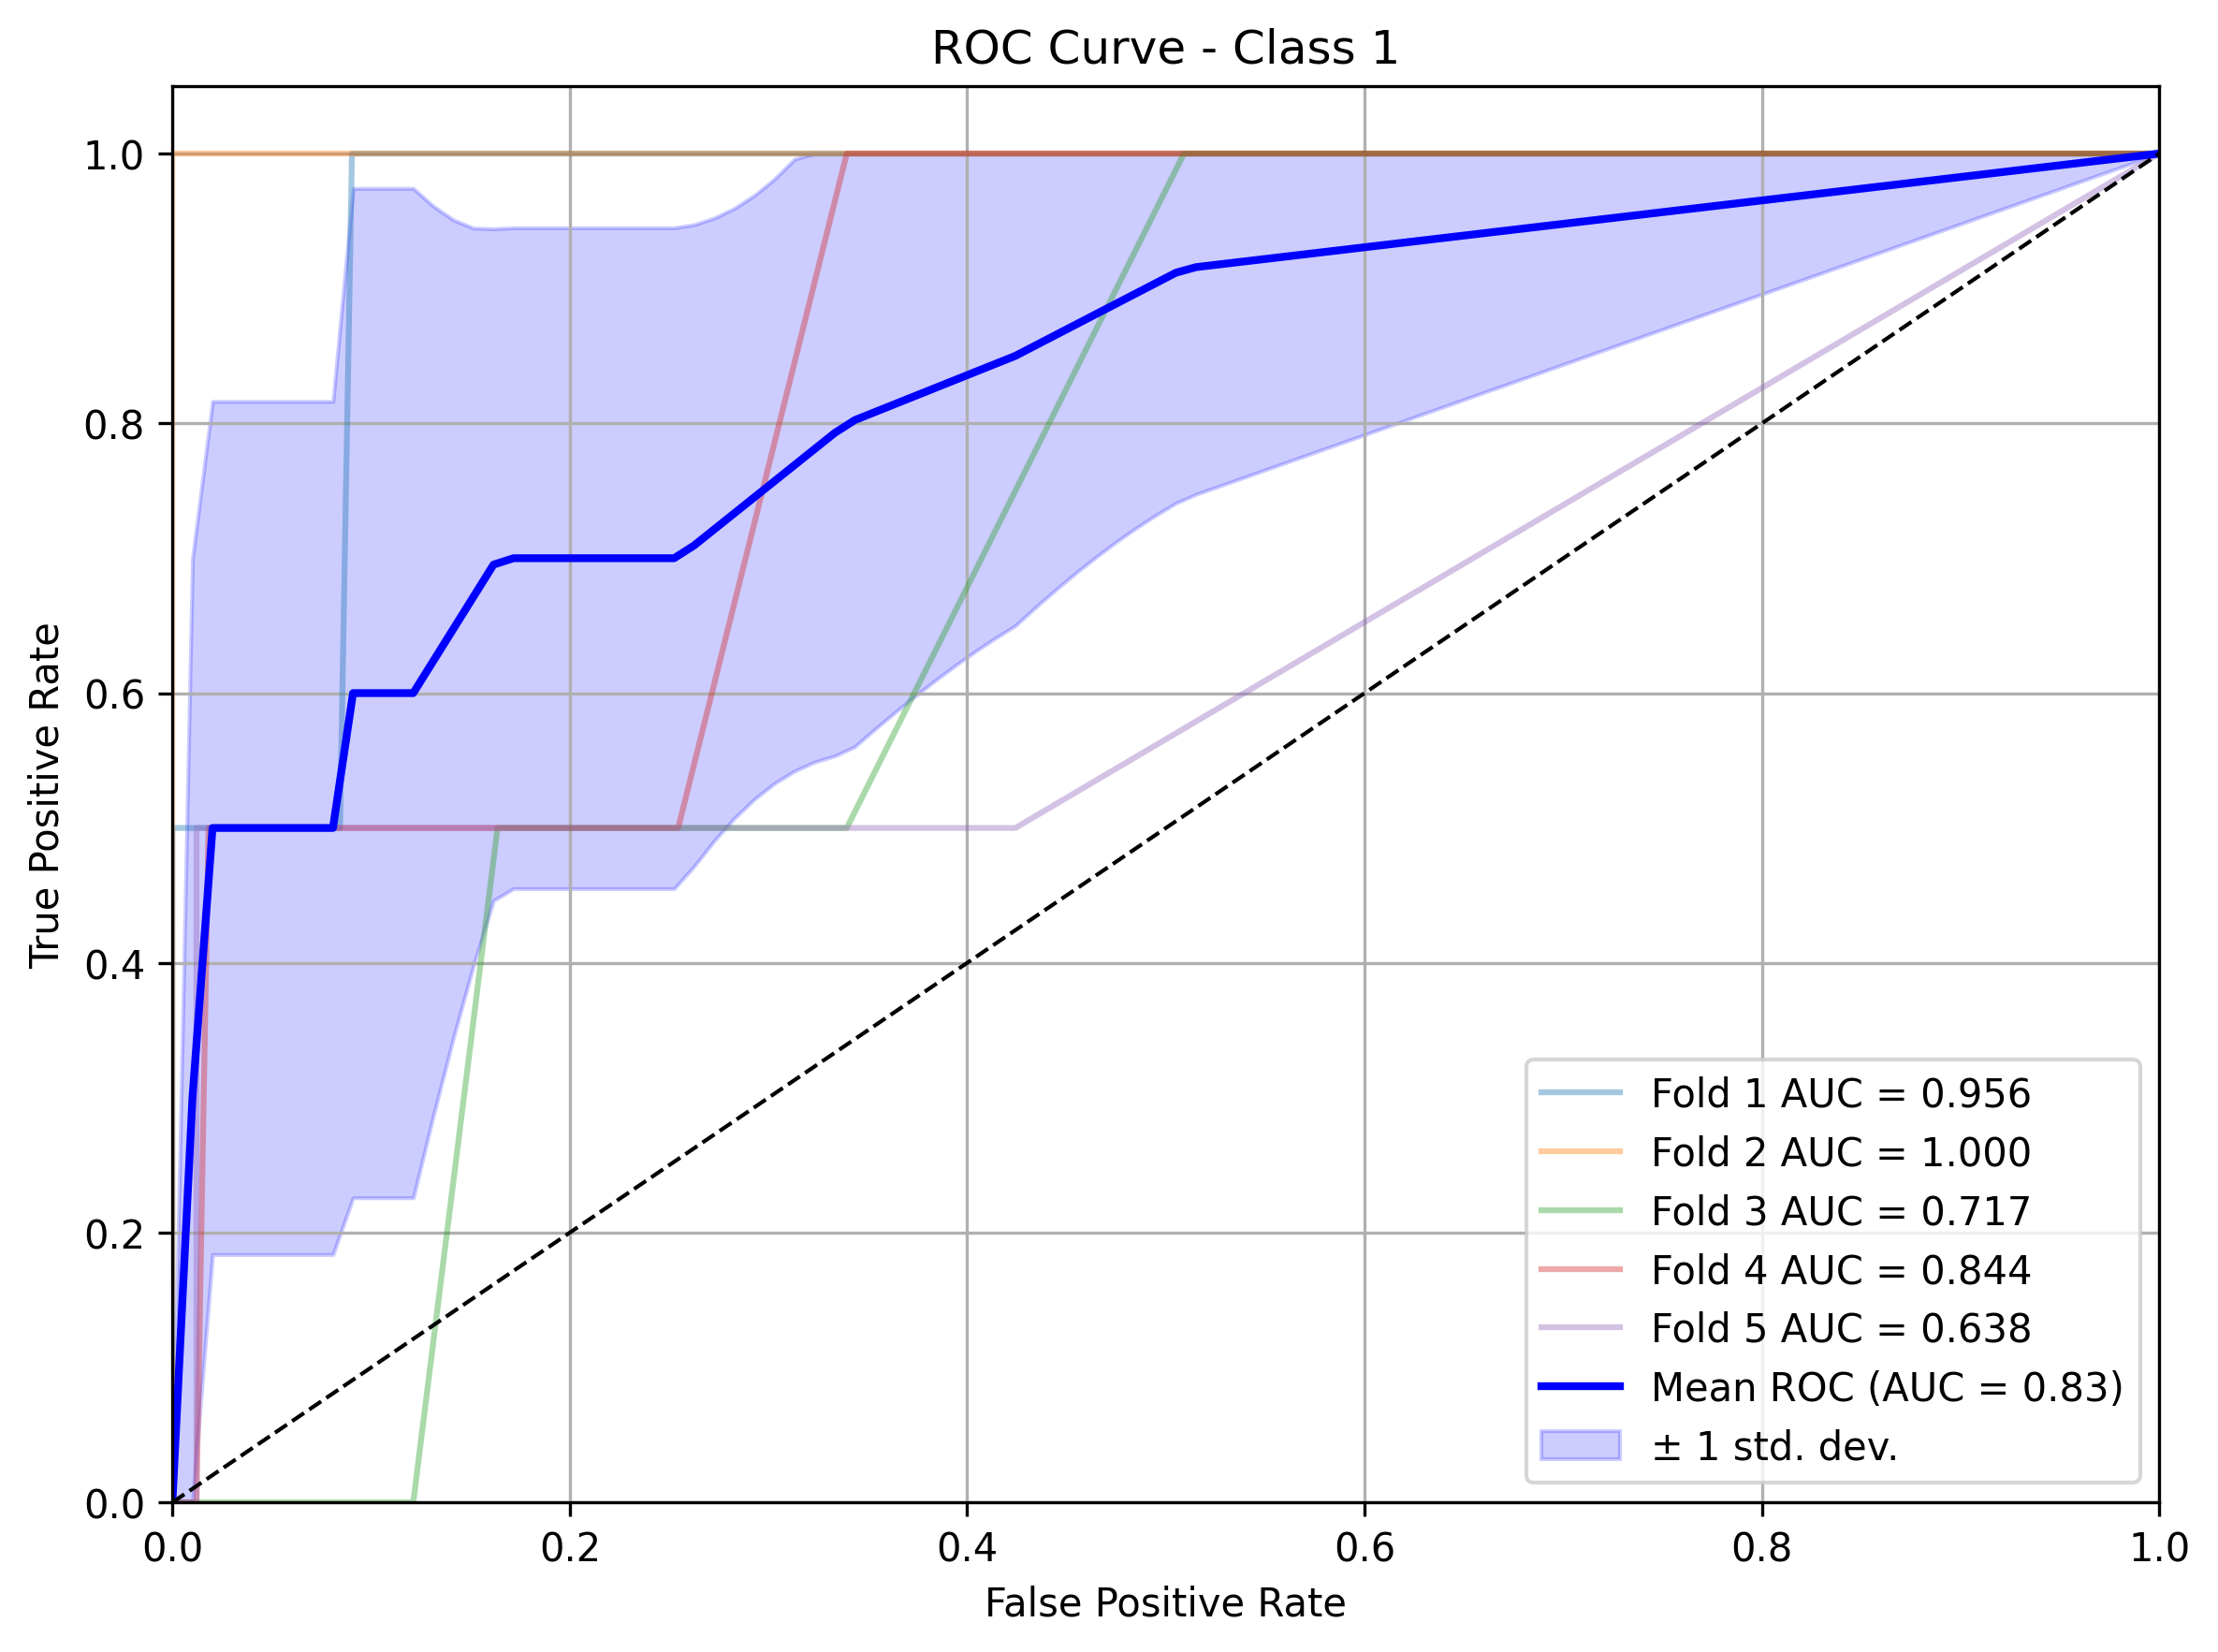 ROC Curve - Class 1
True Positive Rate
1.0
0.8
0.6
0.4
0.2
0.0
0.0 0.2 0.4 0.6 0.8 1.0
False Positive Rate
Fold 1 AUC = 0.956
Fold 2 AUC = 1.000
Fold 3 AUC = 0.717
Fold 4 AUC = 0.844
Fold 5 AUC = 0.638
Mean ROC (AUC = 0.83)
± 1 std. dev.